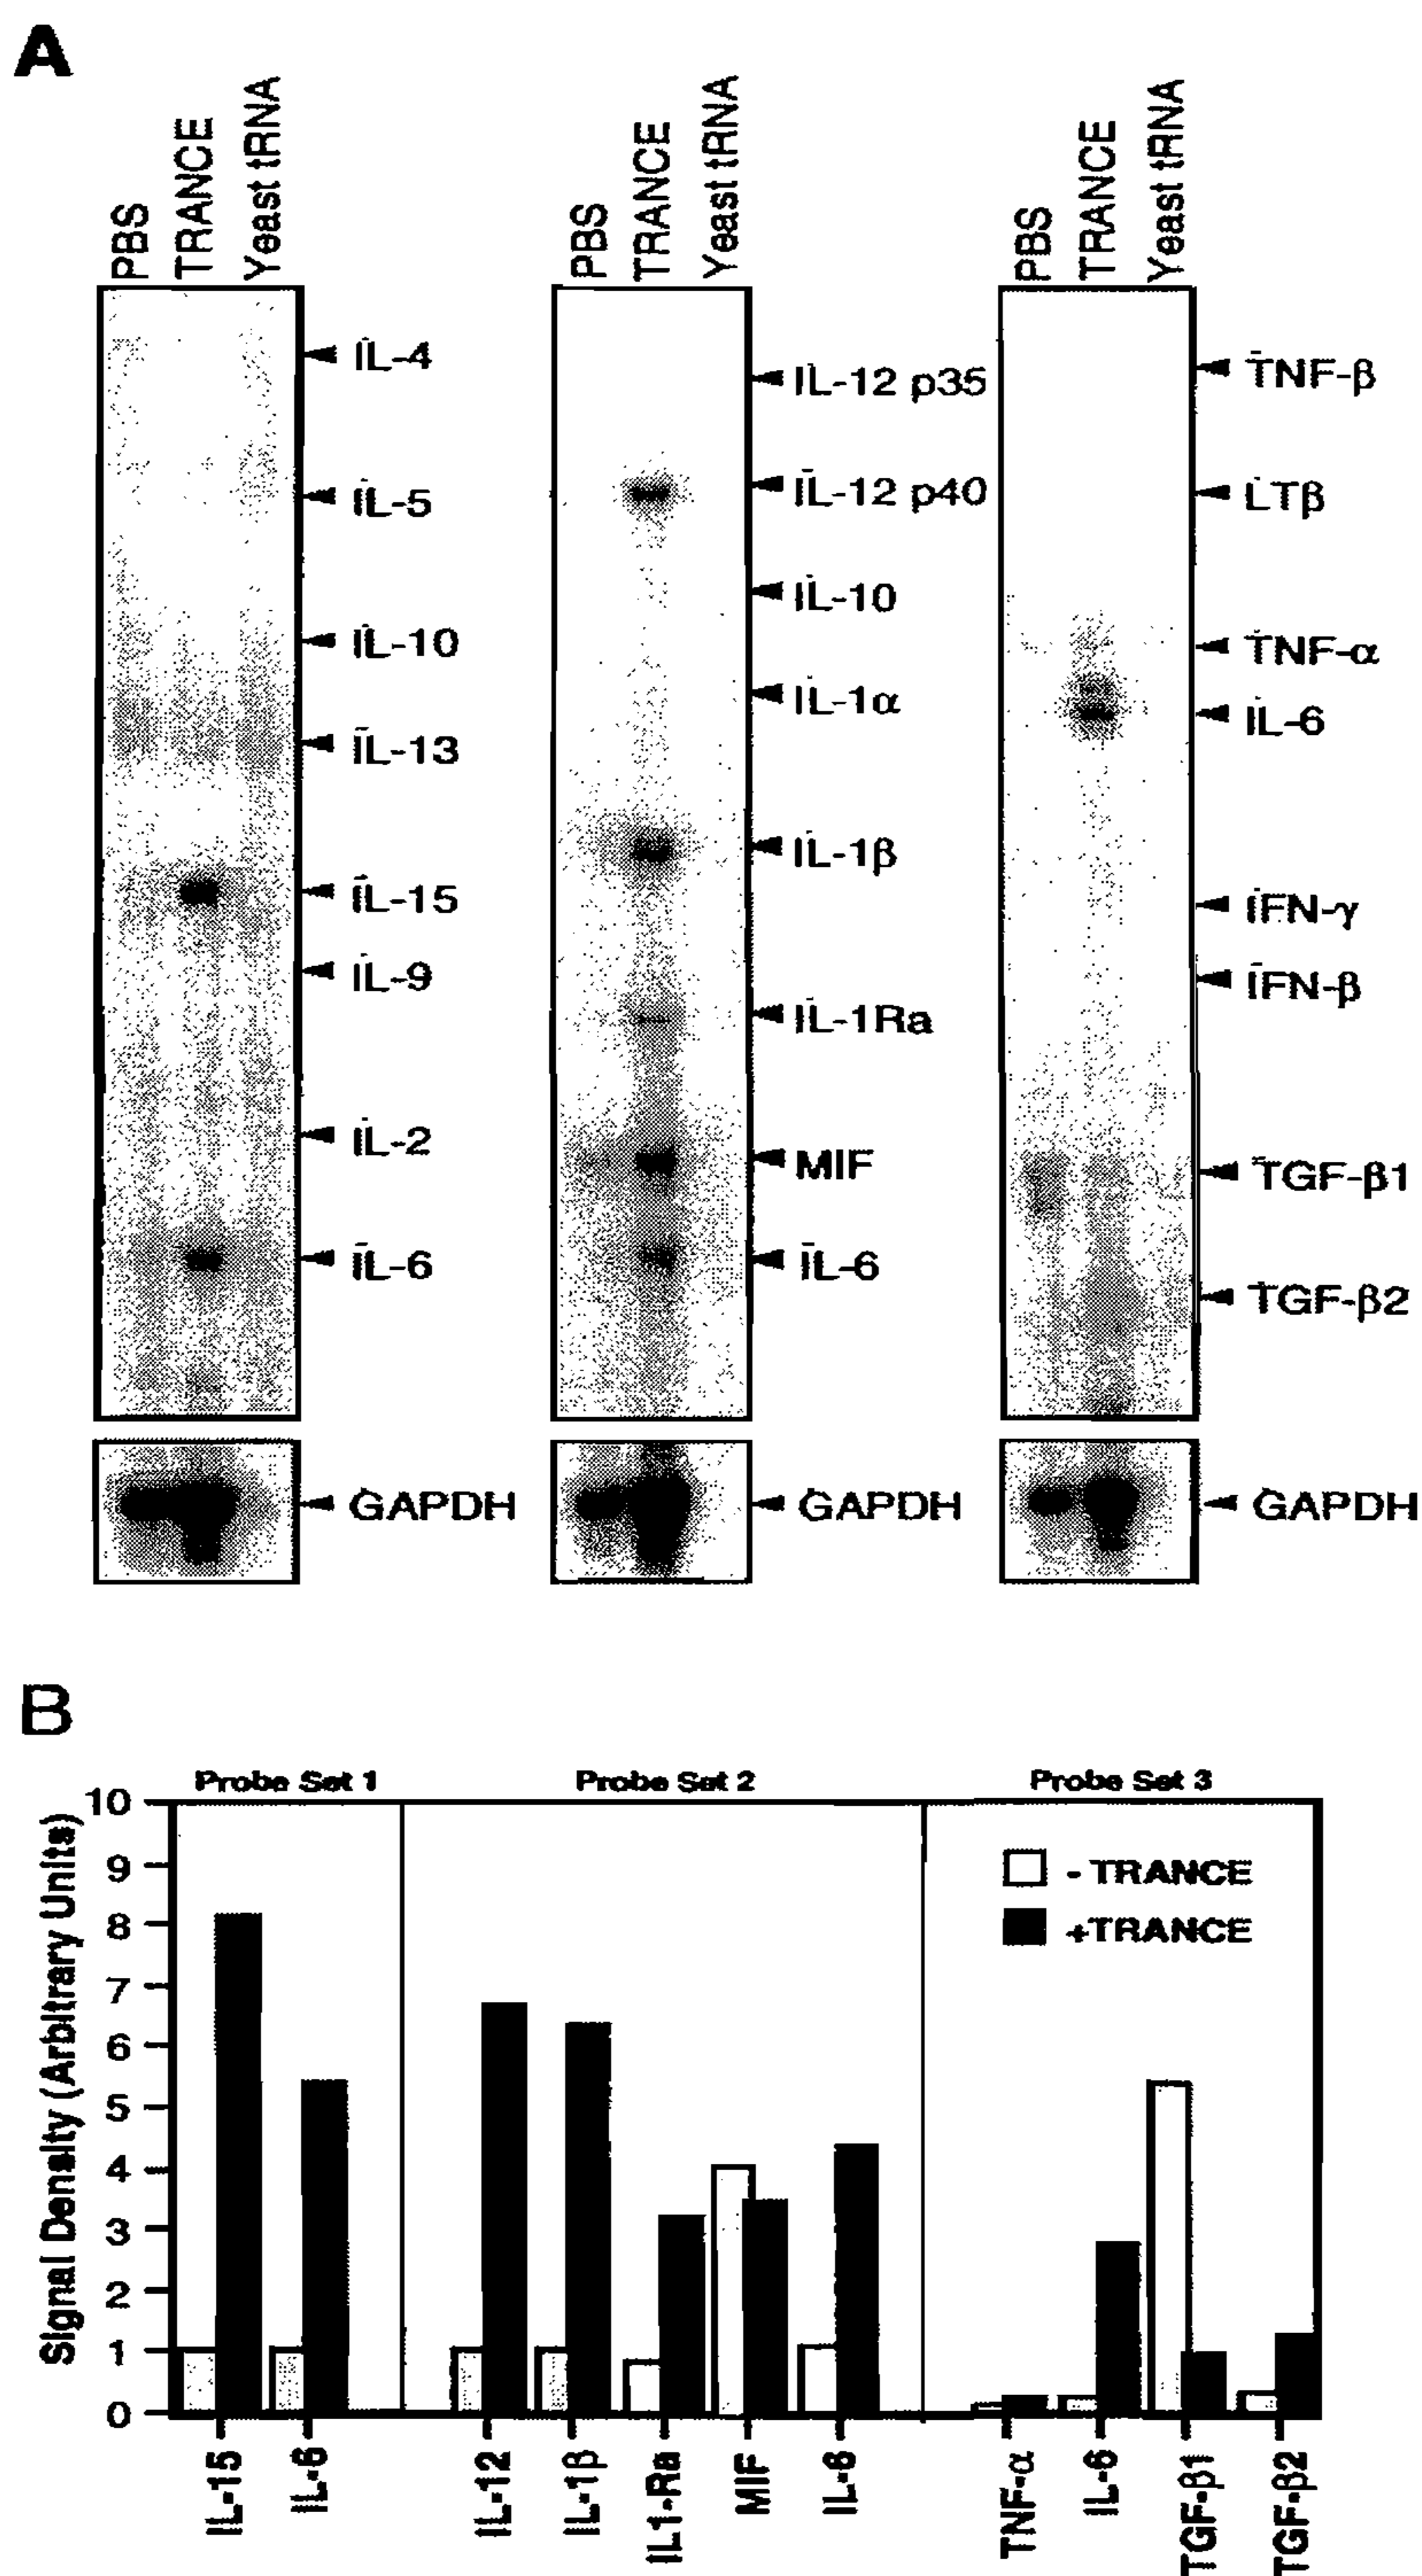 A
PBS TRANCE Yeast tRNA
PBS TRANCE Yeast tRNA
PBS TRANCE Yeast tRNA
IL-4
IL-5
IL-10
IL-13
IL-15
IL-9
IL-2
IL-6
GAPDH
IL-12 p35
IL-12 p40
IL-10
IL-1α
IL-1β
IL-1Ra
MIF
IL-6
GAPDH
TNF-β
LTβ
TNF-α
IL-6
IFN-γ
IFN-β
TGF-β1
TGF-β2
GAPDH
B
Probe Set 1 Probe Set 2 Probe Set 3
Signal Density (Arbitrary Units)
10
9
8
7
6
5
4
3
2
1
0
- TRANCE
+TRANCE
IL-15 IL-6 IL-12 IL-1β IL1-Ra MIF IL-6 TNF-α IL-6 TGF-β1 TGF-β2